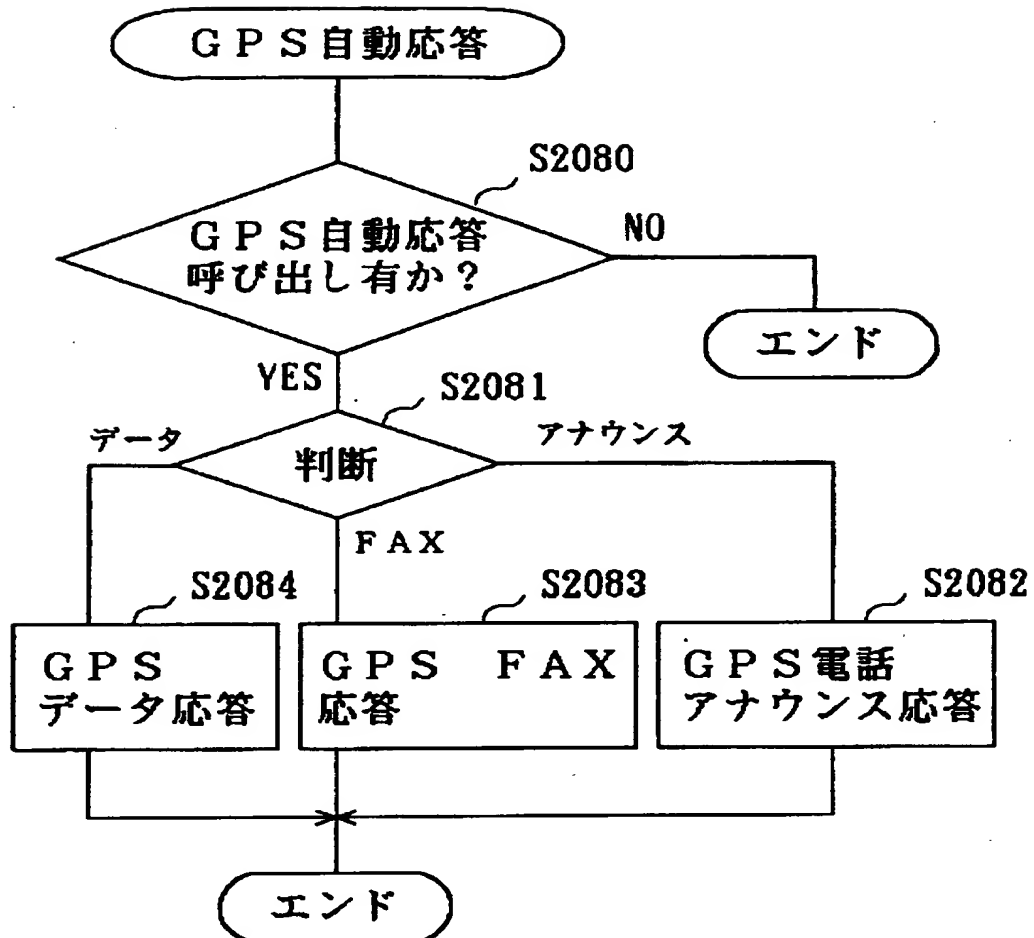 GPS自動応答
S2080
GPS自動応答
呼び出し有か？
NO
エンド
YES
S2081
データ
判断
アナウンス
FAX
S2084
S2083
S2082
GPS
データ応答
GPS FAX
応答
GPS電話
アナウンス応答
エンド